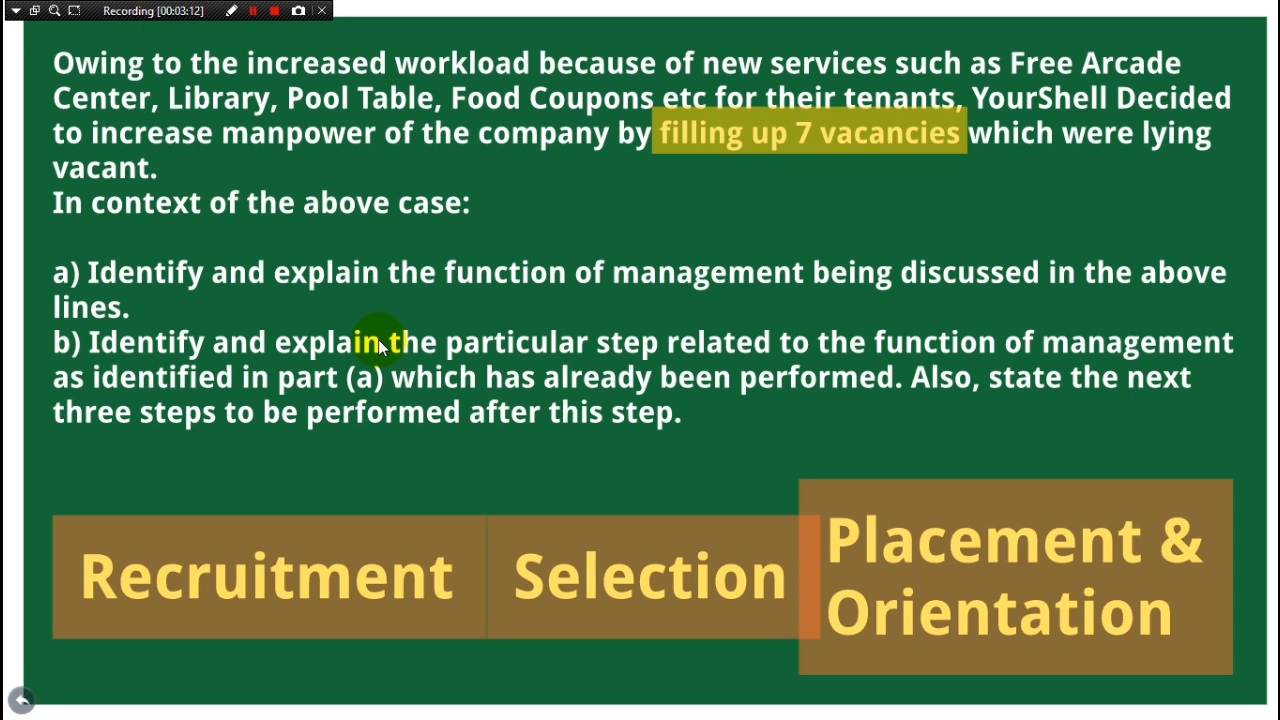 Recording [00:03:12]
Owing to the increased workload because of new services such as Free Arcade
Center, Library, Pool Table, Food Coupons etc for their tenants, YourShell Decided
to increase manpower of the company by filling up 7 vacancies which were lying
vacant.
In context of the above case:
a) Identify and explain the function of management being discussed in the above
lines.
b) Identify and explain the particular step related to the function of management
as identified in part (a) which has already been performed. Also, state the next
three steps to be performed after this step.
Recruitment
Selection
Placement &
Orientation